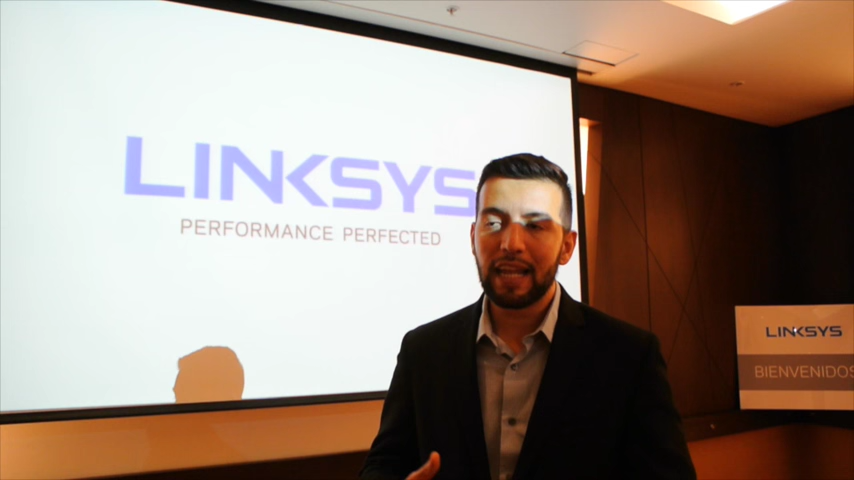 LINKSYS
PERFORMANCE PERFECTED
LINKSYS
BIENVENIDOS